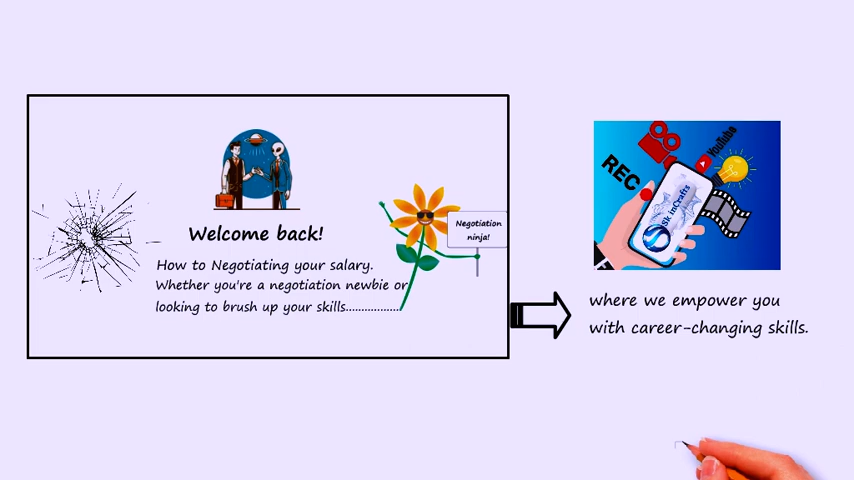 Welcome back!
How to Negotiating your salary.
Whether you're a negotiation newbie or
looking to brush up your skills.................
Negotiation
ninja!
REC
YouTube
where we empower you
with career-changing skills.